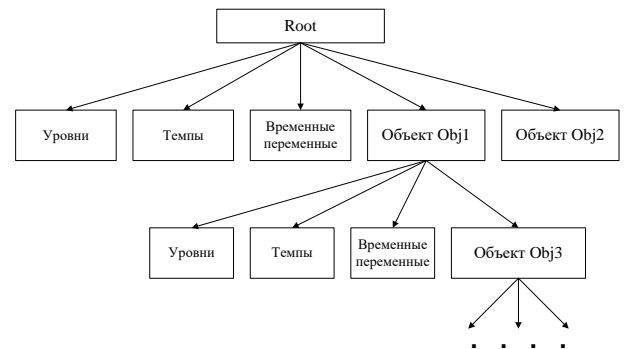 Root
Уровни
Темпы
Временные
переменные
Объект Obj1
Объект Obj2
Уровни
Темпы
Временные
переменные
Объект Obj3
. . . .